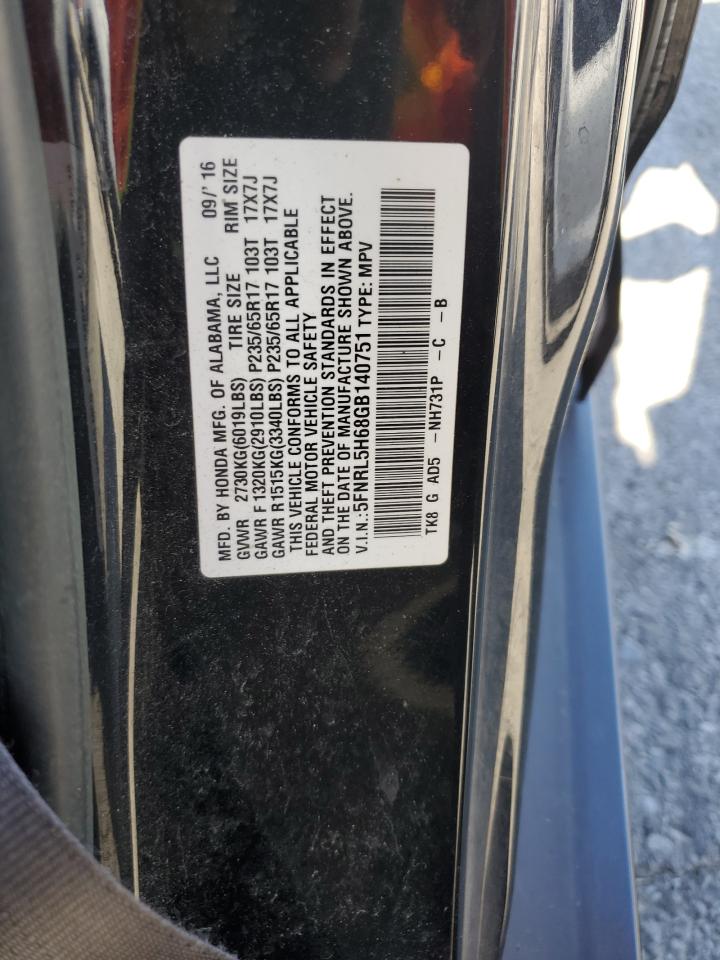 MFD. BY HONDA MFG. OF ALABAMA, LLC 09/' 16
GVWR 2730KG(6019LBS) TIRE SIZE RIM SIZE
GAWR F 1320KG(2910LBS) P235/65R17 103T 17X7J
GAWR R1515KG(3340LBS) P235/65R17 103T 17X7J
THIS VEHICLE CONFORMS TO ALL APPLICABLE
FEDERAL MOTOR VEHICLE SAFETY
AND THEFT PREVENTION STANDARDS IN EFFECT
ON THE DATE OF MANUFACTURE SHOWN ABOVE.
V.I.N.:5FNRL5H68GB140751 TYPE: MPV
TK8 G AD5 -NH731P -C -B